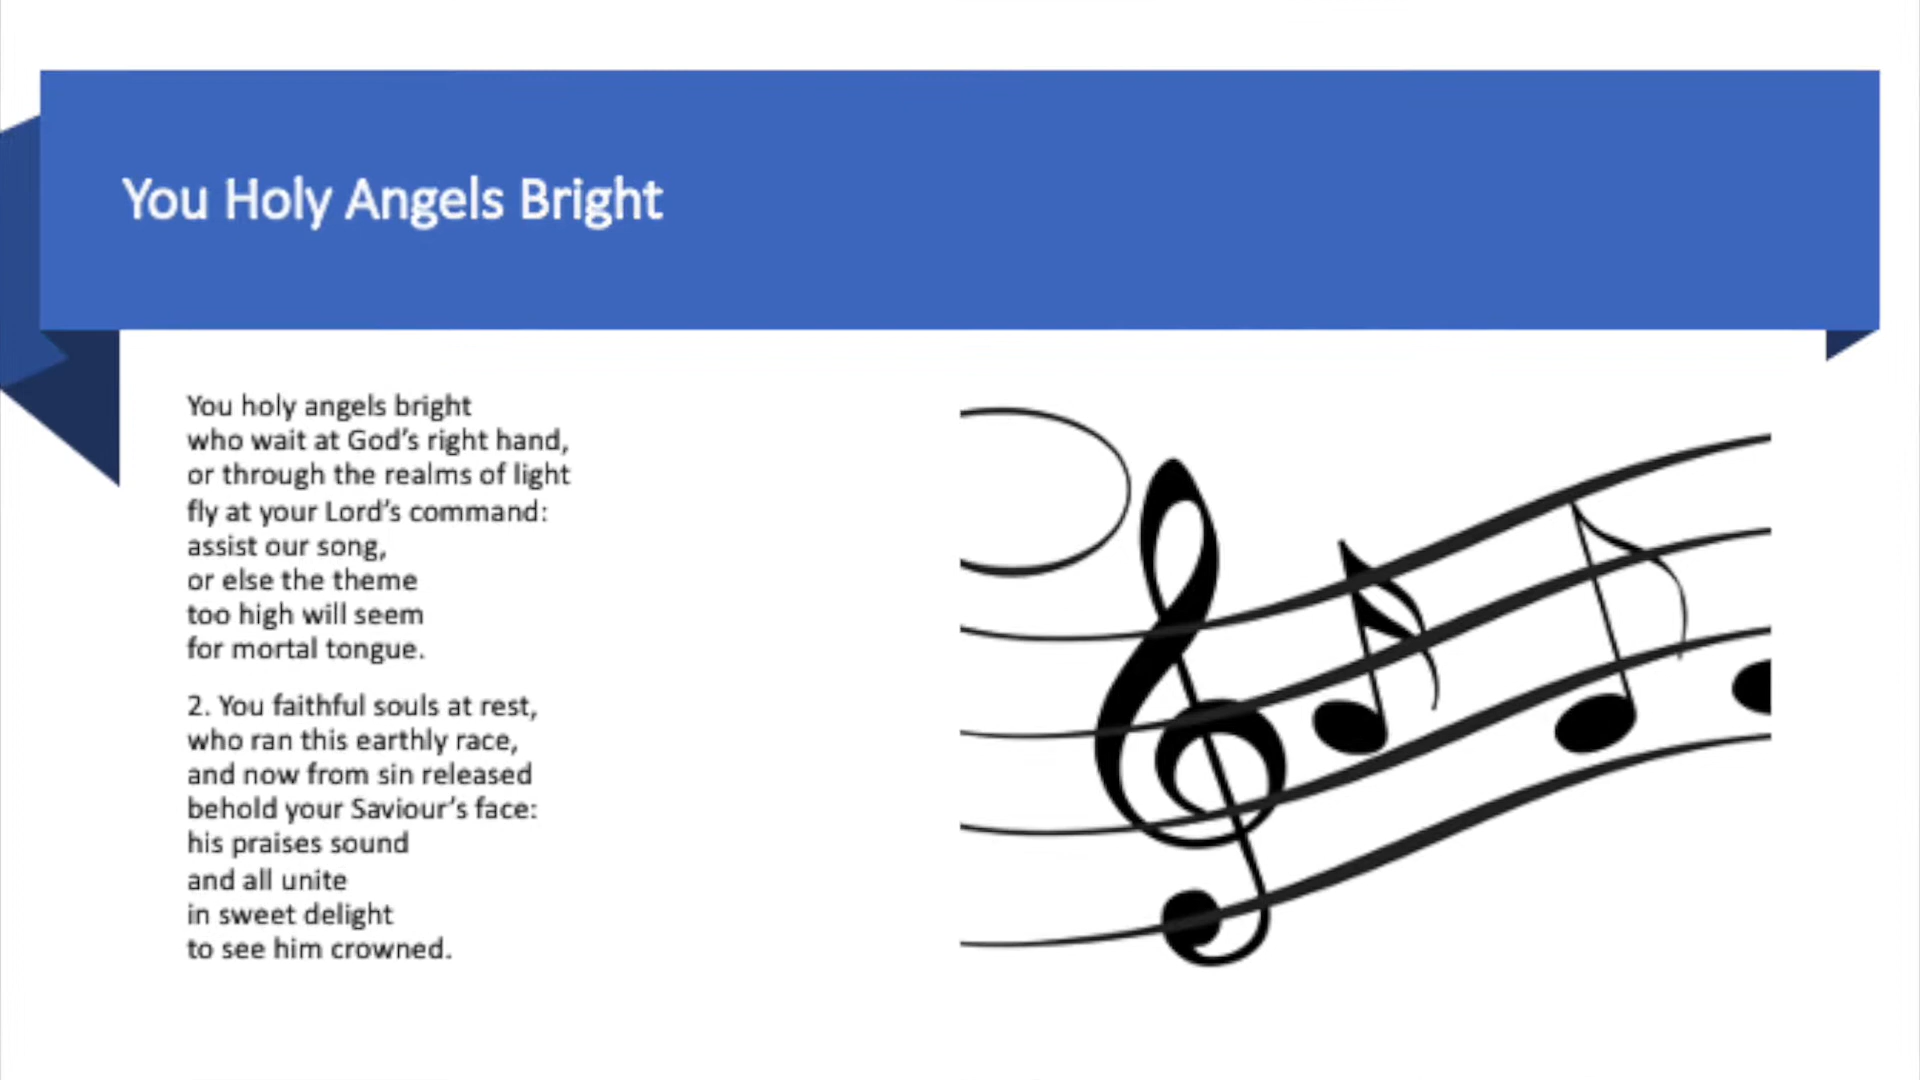 You Holy Angels Bright
You holy angels bright
who wait at God’s right hand,
or through the realms of light
fly at your Lord’s command:
assist our song,
or else the theme
too high will seem
for mortal tongue.
2. You faithful souls at rest,
who ran this earthly race,
and now from sin released
behold your Saviour’s face:
his praises sound
and all unite
in sweet delight
to see him crowned.